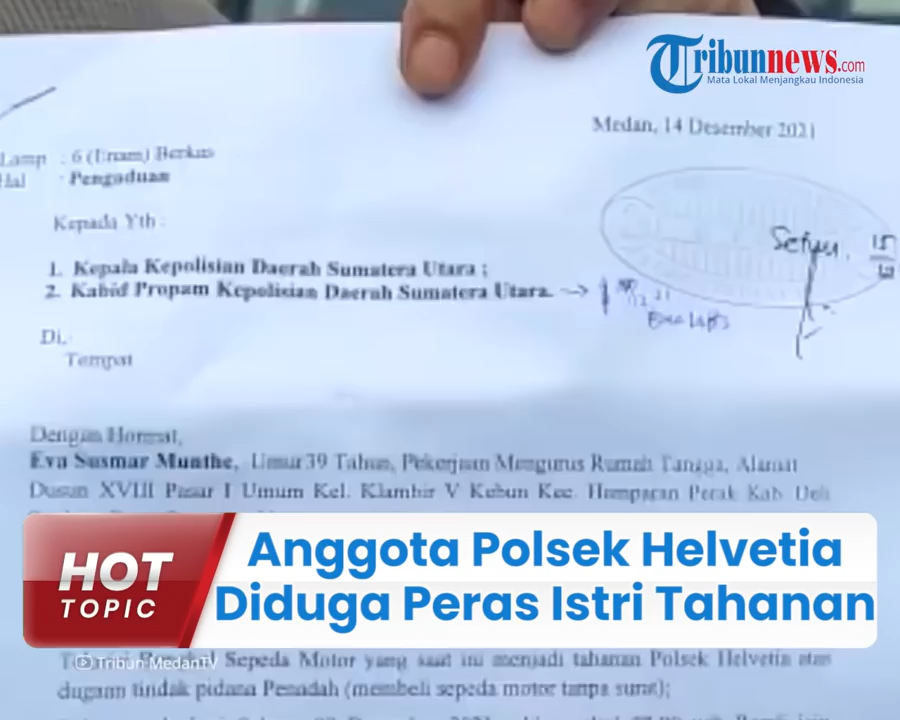 Tribunnews.com
Mata Lokal Menjangkau Indonesia
Medan, 14 Desember 2021
Lamp : 6 (Enam) Berkas
Hal : Pengaduan
Kepada Yth :
1. Kepala Kepolisian Daerah Sumatera Utara ;
2. Kabid Propam Kepolisian Daerah Sumatera Utara.
Di,
Tempat
Dengan Hormat,
Eva Susmar Munthe, Umur 39 Tahun, Pekerjaan Mengurus Rumah Tangga, Alamat
Dusun XVIII Pasar I Umum Kel. Klambir V Kebun Kec. Hamparan Perak Kab. Deli
HOT
TOPIC
Anggota Polsek Helvetia
Diduga Peras Istri Tahanan
Tribun MedanTV
Sepeda Motor yang saat ini menjadi tahanan Polsek Helvetia atas
dugaan tindak pidana Penadah (membeli sepeda motor tanpa surat);